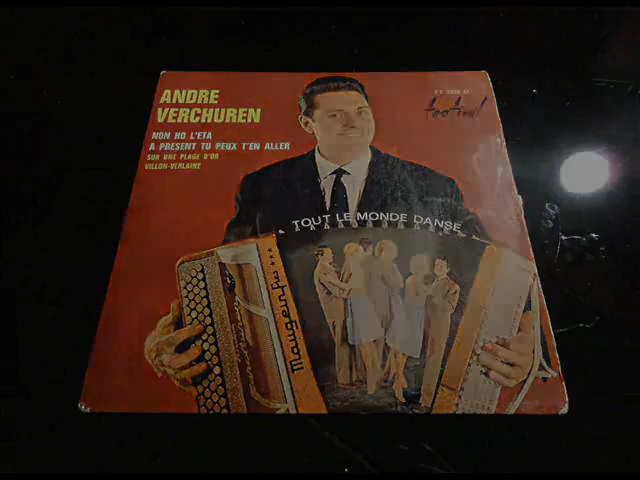 ANDRE
VERCHUREN
festival
NON HO L'ETA
A PRESENT TU PEUX T'EN ALLER
SUR UNE PLAGE D'OR
VILLON-VERLAINE
TOUT LE MONDE DANSE
Maugein Fres